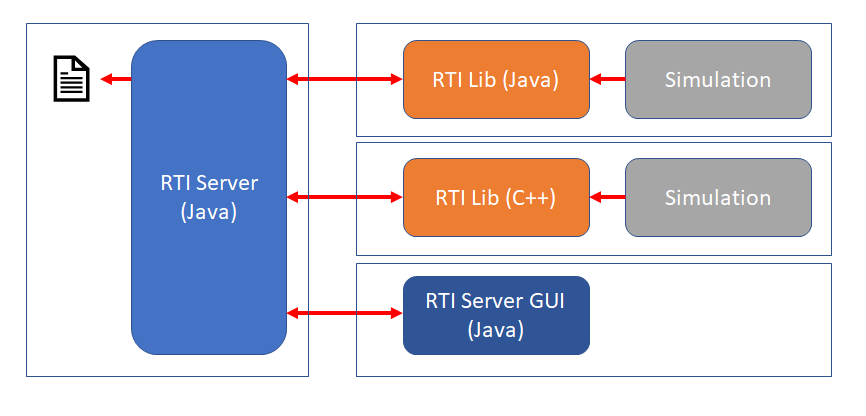 RTI Server
(Java)
RTI Lib (Java)
Simulation
RTI Lib (C++)
Simulation
RTI Server GUI
(Java)